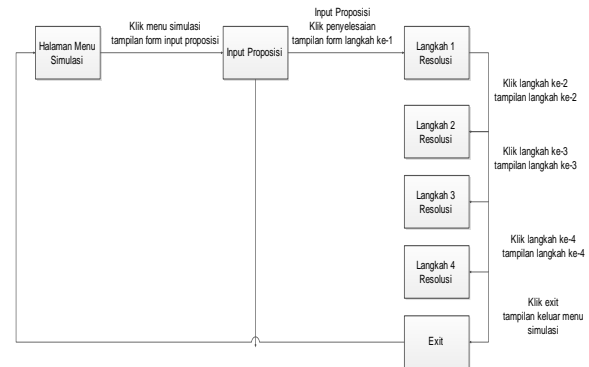 Halaman Menu
Simulasi
Klik menu simulasi
tampilan form input proposisi
Input Proposisi
Input Proposisi
Klik penyelesaian
tampilan form langkah ke-1
Langkah 1
Resolusi
Klik langkah ke-2
tampilan langkah ke-2
Langkah 2
Resolusi
Klik langkah ke-3
tampilan langkah ke-3
Langkah 3
Resolusi
Klik langkah ke-4
tampilan langkah ke-4
Langkah 4
Resolusi
Klik exit
tampilan keluar menu
simulasi
Exit